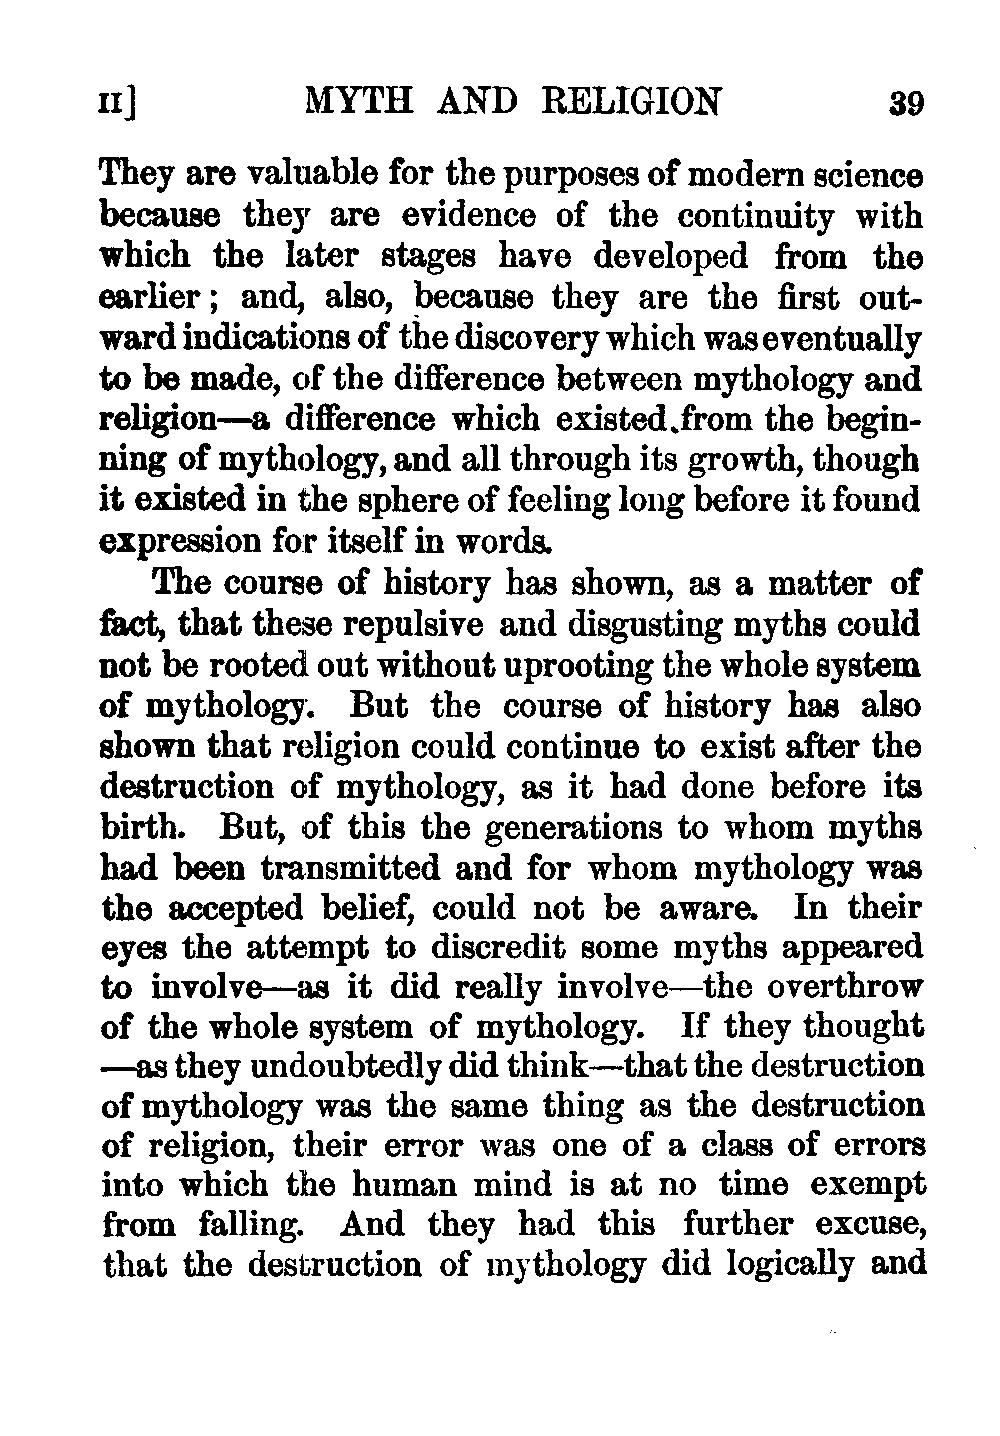 II] MYTH AND RELIGION 39
They are valuable for the purposes of modern science
because they are evidence of the continuity with
which the later stages have developed from the
earlier ; and, also, because they are the first out-
ward indications of the discovery which was eventually
to be made, of the difference between mythology and
religion—a difference which existed from the begin-
ning of mythology, and all through its growth, though
it existed in the sphere of feeling long before it found
expression for itself in words.
The course of history has shown, as a matter of
fact, that these repulsive and disgusting myths could
not be rooted out without uprooting the whole system
of mythology. But the course of history has also
shown that religion could continue to exist after the
destruction of mythology, as it had done before its
birth. But, of this the generations to whom myths
had been transmitted and for whom mythology was
the accepted belief, could not be aware. In their
eyes the attempt to discredit some myths appeared
to involve—as it did really involve—the overthrow
of the whole system of mythology. If they thought
—as they undoubtedly did think—that the destruction
of mythology was the same thing as the destruction
of religion, their error was one of a class of errors
into which the human mind is at no time exempt
from falling. And they had this further excuse,
that the destruction of mythology did logically and